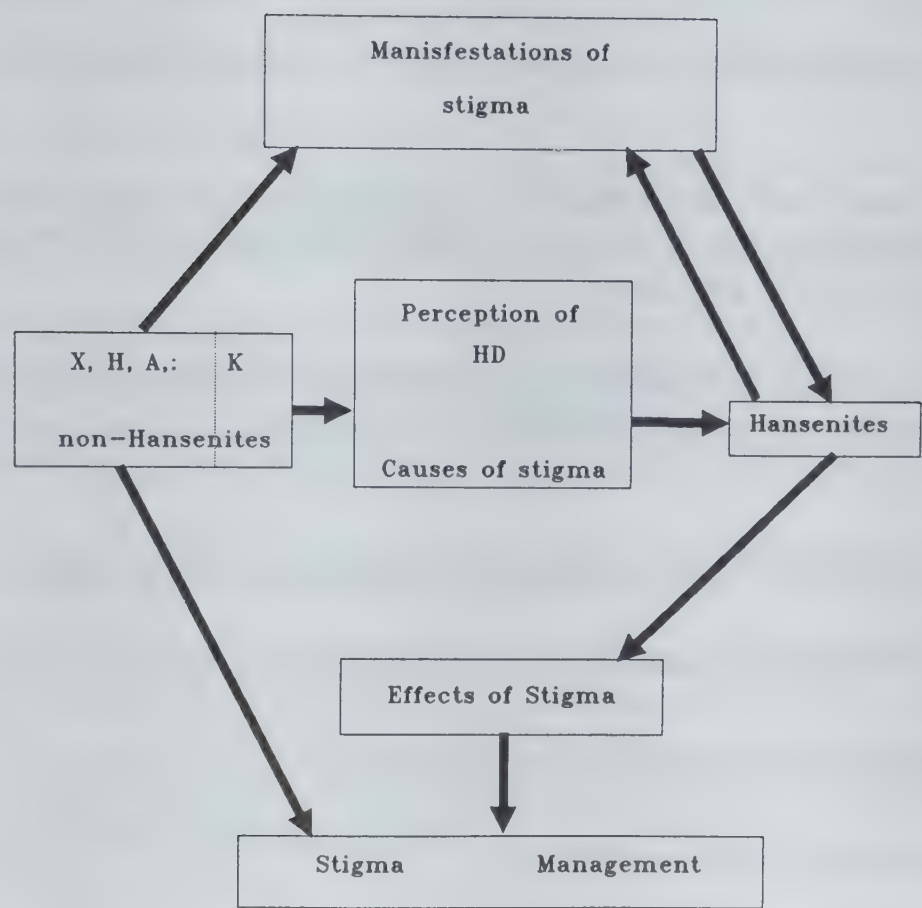 Manisfestations of
stigma
Perception of
HD
Causes of stigma
X, H, A,: K
non-Hansenites
Hansenites
Effects of Stigma
Stigma Management